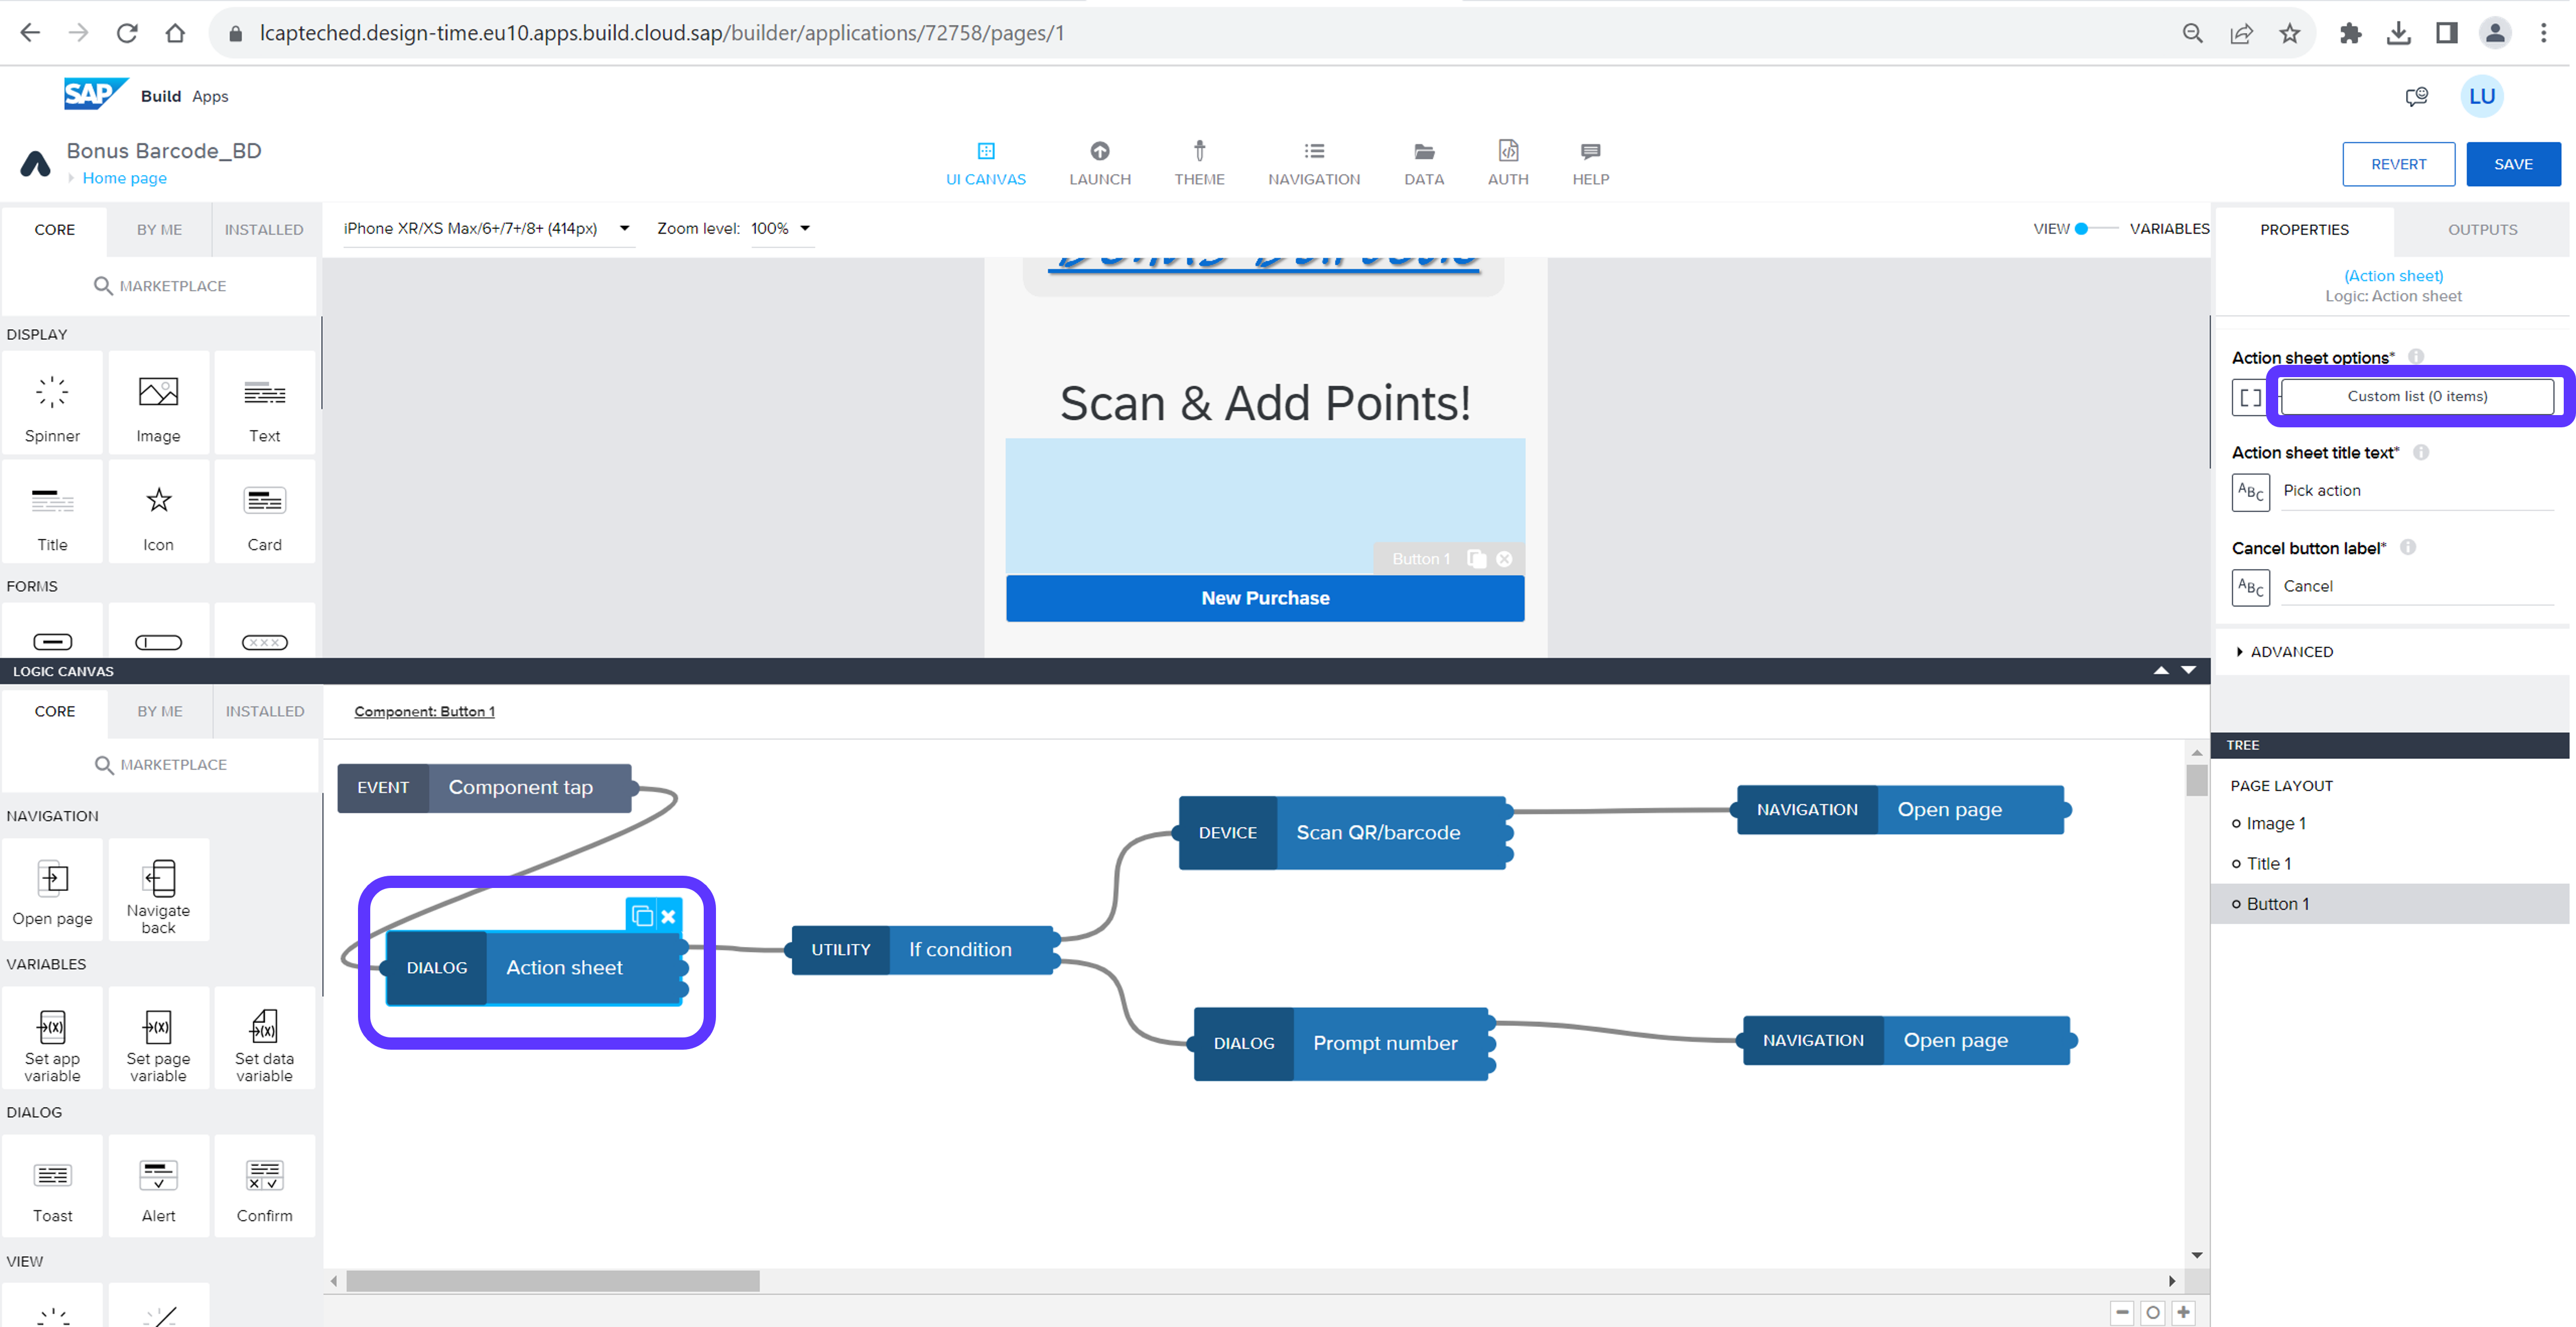 lcapteched.design-time.eu10.apps.build.cloud.sap/builder/applications/72758/pages/1
SAP Build Apps
LU
Bonus Barcode_BD
Home page
UI CANVAS
LAUNCH
THEME
NAVIGATION
DATA
AUTH
HELP
REVERT
SAVE
CORE
BY ME
INSTALLED
iPhone XR/XS Max/6+/7+/8+ (414px)
Zoom level: 100%
VIEW
VARIABLES
PROPERTIES
OUTPUTS
MARKETPLACE
(Action sheet)
Logic: Action sheet
DISPLAY
Spinner
Image
Text
Title
Icon
Card
FORMS
Scan & Add Points!
Button 1
New Purchase
Action sheet options*
Custom list (0 items)
Action sheet title text*
ABC
Pick action
Cancel button label*
ABC
Cancel
ADVANCED
LOGIC CANVAS
CORE
BY ME
INSTALLED
Component: Button 1
MARKETPLACE
NAVIGATION
Open page
Navigate
back
VARIABLES
Set app
variable
Set page
variable
Set data
variable
DIALOG
Toast
Alert
Confirm
VIEW
EVENT Component tap
DIALOG Action sheet
UTILITY If condition
DEVICE Scan QR/barcode
NAVIGATION Open page
DIALOG Prompt number
NAVIGATION Open page
TREE
PAGE LAYOUT
Image 1
Title 1
Button 1